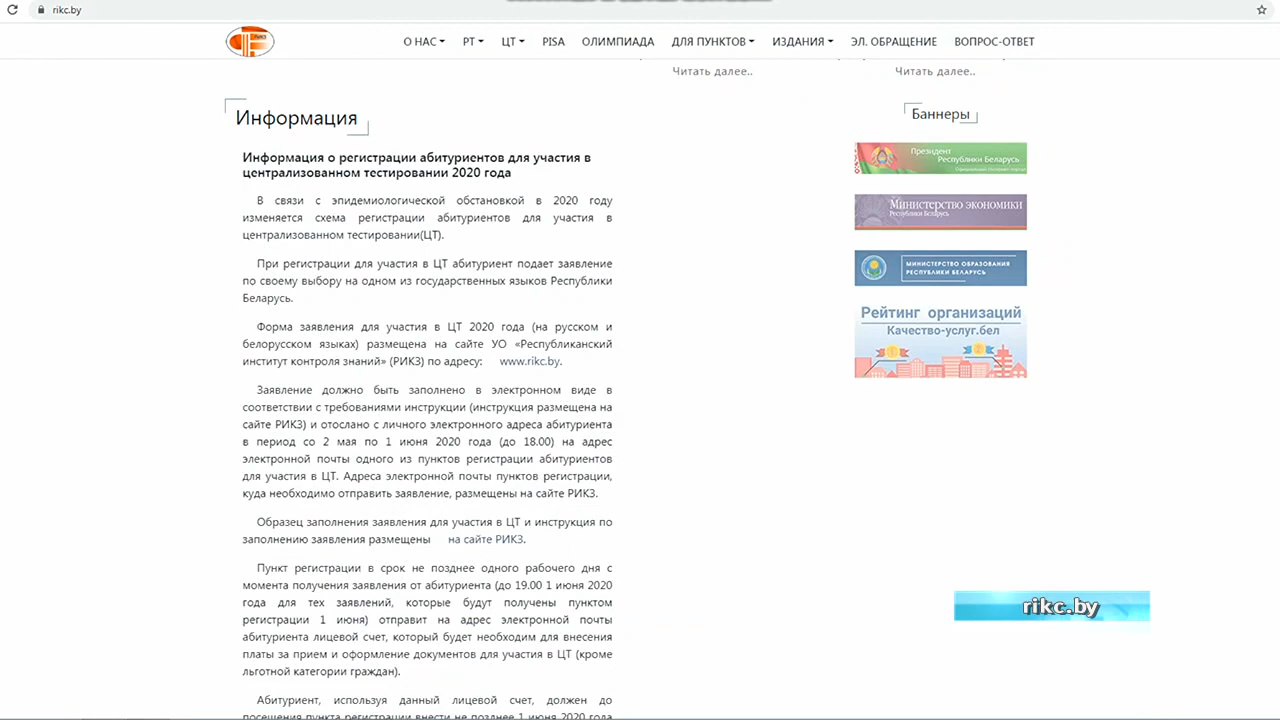 rikc.by
О НАС РТ ЦТ PISA ОЛИМПИАДА ДЛЯ ПУНКТОВ ИЗДАНИЯ ЭЛ. ОБРАЩЕНИЕ ВОПРОС-ОТВЕТ
Читать далее.. Читать далее..
Информация
Информация о регистрации абитуриентов для участия в
централизованном тестировании 2020 года
В связи с эпидемиологической обстановкой в 2020 году
изменяется схема регистрации абитуриентов для участия в
централизованном тестировании(ЦТ).
При регистрации для участия в ЦТ абитуриент подает заявление
по своему выбору на одном из государственных языков Республики
Беларусь.
Форма заявления для участия в ЦТ 2020 года (на русском и
белорусском языках) размещена на сайте УО «Республиканский
институт контроля знаний» (РИКЗ) по адресу: www.rikc.by.
Заявление должно быть заполнено в электронном виде в
соответствии с требованиями инструкции (инструкция размещена на
сайте РИКЗ) и отослано с личного электронного адреса абитуриента
в период со 2 мая по 1 июня 2020 года (до 18.00) на адрес
электронной почты одного из пунктов регистрации абитуриентов
для участия в ЦТ. Адреса электронной почты пунктов регистрации,
куда необходимо отправить заявление, размещены на сайте РИКЗ.
Образец заполнения заявления для участия в ЦТ и инструкция по
заполнению заявления размещены на сайте РИКЗ.
Пункт регистрации в срок не позднее одного рабочего дня с
момента получения заявления от абитуриента (до 19.00 1 июня 2020
года для тех заявлений, которые будут получены пунктом
регистрации 1 июня) отправит на адрес электронной почты
абитуриента лицевой счет, который будет необходим для внесения
платы за прием и оформление документов для участия в ЦТ (кроме
льготной категории граждан).
Абитуриент, используя данный лицевой счет, должен до
посещения пункта регистрации внести не позднее 1 июня 2020 года
Баннеры
Президент
Республики Беларусь
Министерство экономики
Республики Беларусь
МИНИСТЕРСТВО ОБРАЗОВАНИЯ
РЕСПУБЛИКИ БЕЛАРУСЬ
Рейтинг организаций
Качество-услуг.бел
rikc.by